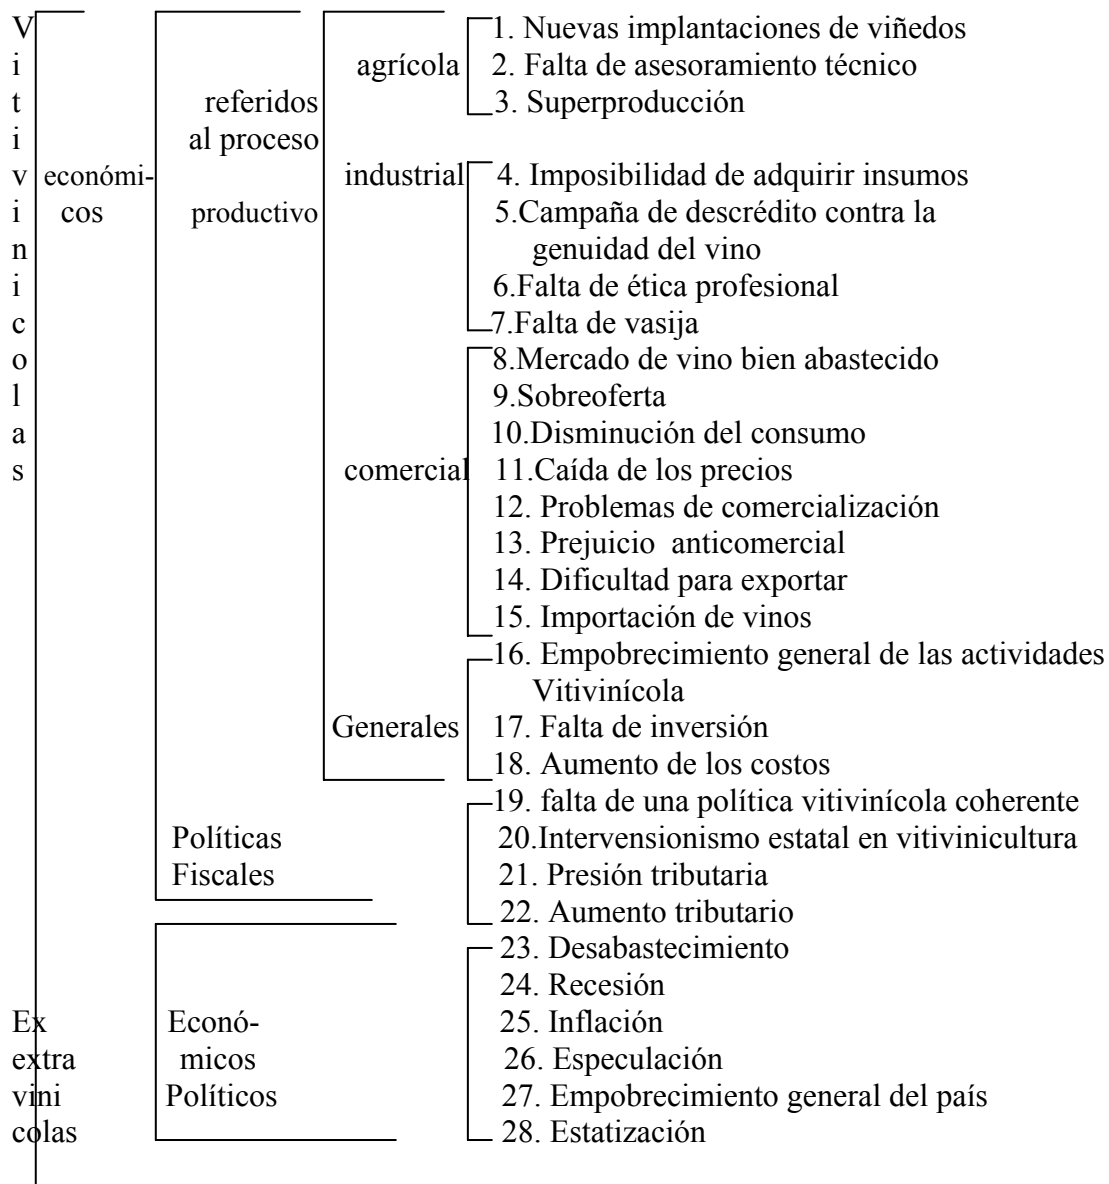 Vitivinicolas
económi-
cos
referidos
al proceso
productivo
agrícola
1. Nuevas implantaciones de viñedos
2. Falta de asesoramiento técnico
3. Superproducción
industrial
4. Imposibilidad de adquirir insumos
5.Campaña de descrédito contra la
genuidad del vino
6.Falta de ética profesional
7.Falta de vasija
comercial
8.Mercado de vino bien abastecido
9.Sobreoferta
10.Disminución del consumo
11.Caída de los precios
12. Problemas de comercialización
13. Prejuicio anticomercial
14. Dificultad para exportar
15. Importación de vinos
Generales
16. Empobrecimiento general de las actividades
Vitivinícola
17. Falta de inversión
18. Aumento de los costos
Políticas
Fiscales
19. falta de una política vitivinícola coherente
20.Intervensionismo estatal en vitivinicultura
21. Presión tributaria
22. Aumento tributario
Ex
extra
vini
colas
Econó-
micos
Políticos
23. Desabastecimiento
24. Recesión
25. Inflación
26. Especulación
27. Empobrecimiento general del país
28. Estatización